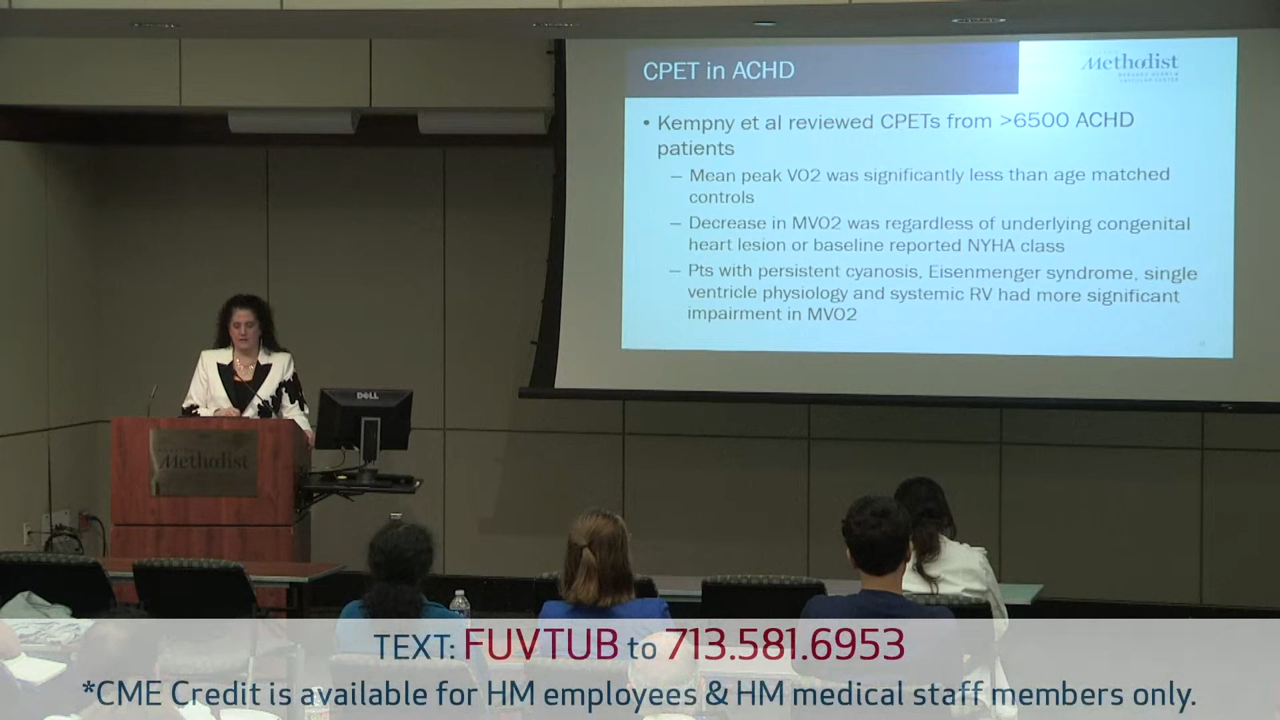 CPET in ACHD
Methodist
• Kempny et al reviewed CPETs from >6500 ACHD
patients
– Mean peak VO2 was significantly less than age matched
controls
– Decrease in MVO2 was regardless of underlying congenital
heart lesion or baseline reported NYHA class
– Pts with persistent cyanosis, Eisenmenger syndrome, single
ventricle physiology and systemic RV had more significant
impairment in MVO2
DELL
Methodist
TEXT: FUVTUB to 713.581.6953
*CME Credit is available for HM employees & HM medical staff members only.